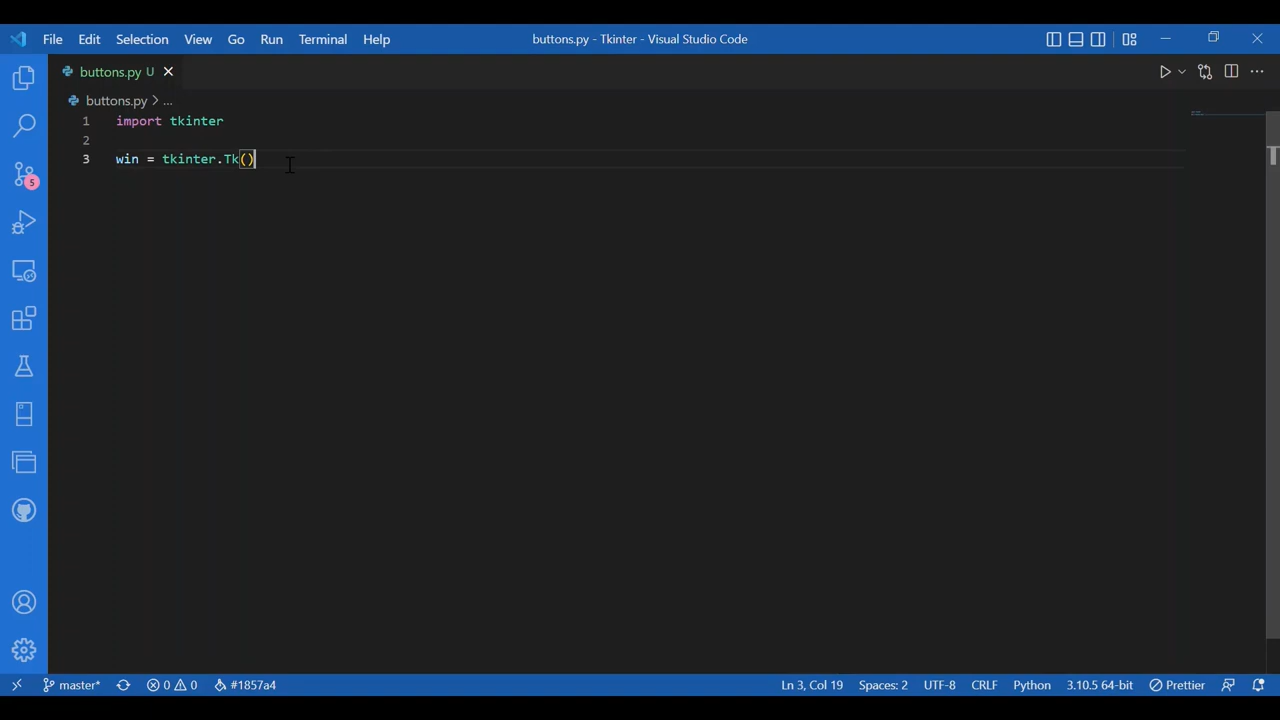 File Edit Selection View Go Run Terminal Help
buttons.py - Tkinter - Visual Studio Code
buttons.py U
buttons.py > ...
1 import tkinter
2
3 win = tkinter.Tk()
5
master* 0 0 #1857a4 Ln 3, Col 19 Spaces: 2 UTF-8 CRLF Python 3.10.5 64-bit Prettier